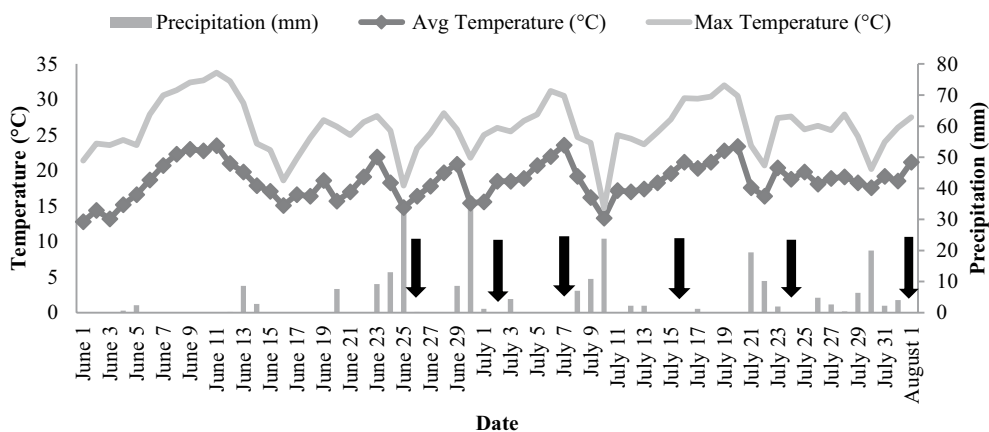 Precipitation (mm) Avg Temperature (°C) Max Temperature (°C)
Temperature (°C)
35
30
25
20
15
10
5
0
80
70
60
50
40
30
20
10
0
Precipitation (mm)
June 1
June 3
June 5
June 7
June 9
June 11
June 13
June 15
June 17
June 19
June 21
June 23
June 25
June 27
June 29
July 1
July 3
July 5
July 7
July 9
July 11
July 13
July 15
July 17
July 19
July 21
July 23
July 25
July 27
July 29
July 31
August 1
Date